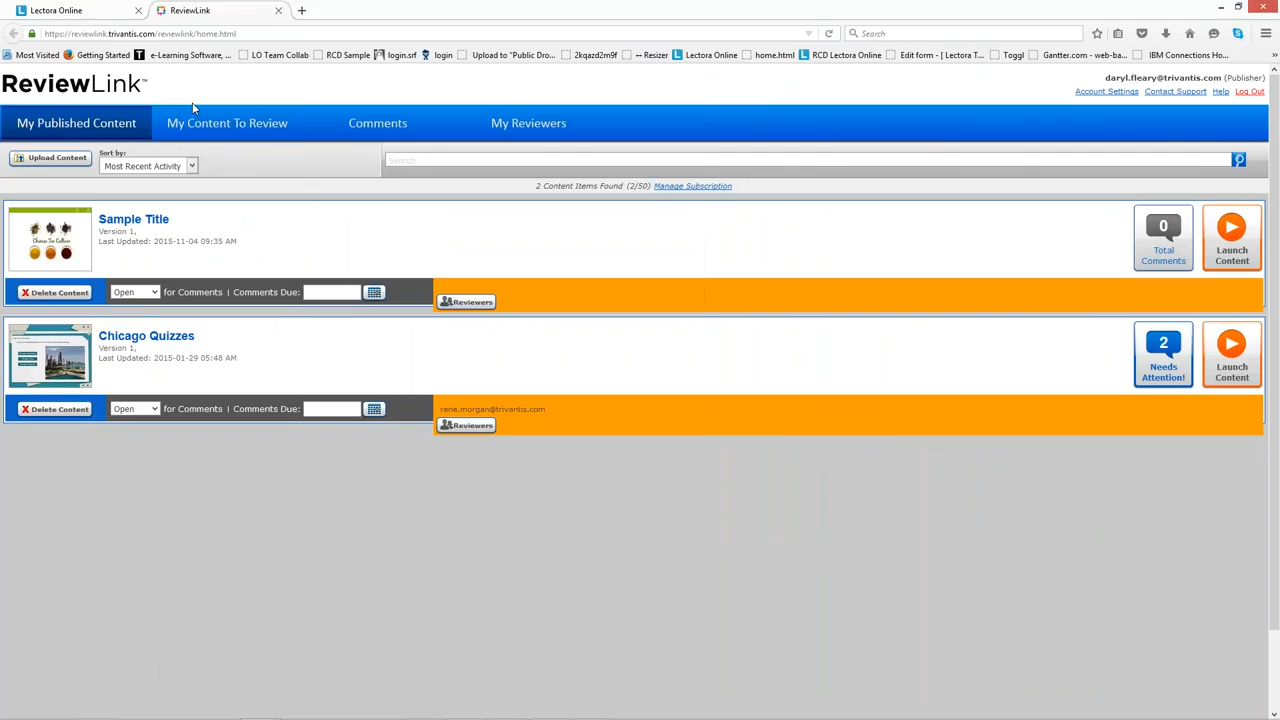 Lectora Online
ReviewLink
https://reviewlink.trivantis.com/reviewlink/home.html
Search
Most Visited Getting Started e-Learning Software, ... LO Team Collab RCD Sample login.srf login Upload to "Public Dro... 2kqazd2m9f -- Resizer Lectora Online home.html RCD Lectora Online Edit form - [ Lectora T... Toggl Gantter.com - web-ba... IBM Connections Ho...
ReviewLink™
daryl.fleary@trivantis.com (Publisher)
Account Settings Contact Support Help Log Out
My Published Content My Content To Review Comments My Reviewers
Upload Content
Sort by:
Most Recent Activity
Search
2 Content Items Found (2/50) Manage Subscription
Choose Tea Culture
Sample Title
Version 1,
Last Updated: 2015-11-04 09:35 AM
0
Total
Comments
Launch
Content
Delete Content Open for Comments | Comments Due:
Reviewers
Chicago Quizzes
Version 1,
Last Updated: 2015-01-29 05:48 AM
2
Needs
Attention!
Launch
Content
Delete Content Open for Comments | Comments Due:
rene.morgan@trivantis.com
Reviewers